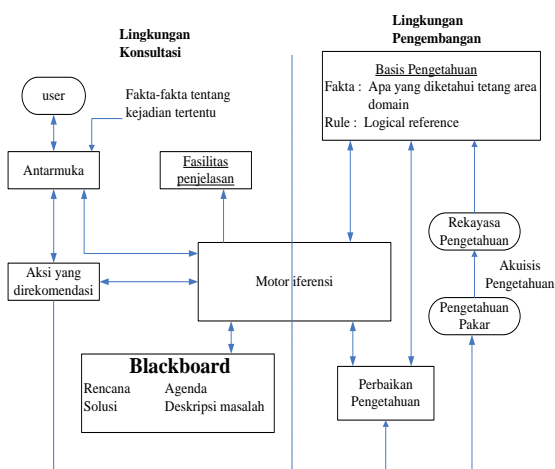 Lingkungan
Konsultasi
Lingkungan
Pengembangan
user
Fakta-fakta tentang
kejadian tertentu
Basis Pengetahuan
Fakta : Apa yang diketahui tetang area
domain
Rule : Logical reference
Antarmuka
Fasilitas
penjelasan
Rekayasa
Pengetahuan
Akuisis
Pengetahuan
Aksi yang
direkomendasi
Motor iferensi
Pengetahuan
Pakar
Blackboard
Rencana Agenda
Solusi Deskripsi masalah
Perbaikan
Pengetahuan